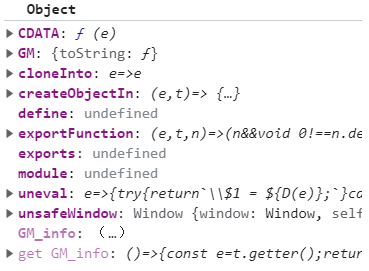 Object
CDATA: ƒ (e)
GM: {toString: ƒ}
cloneInto: e=>e
createObjectIn: (e,t)=> {…}
define: undefined
exportFunction: (e,t,n)=>(n&&void 0!==n.de
exports: undefined
module: undefined
uneval: e=>{try{return`\\$1 = ${D(e)};`}ca
unsafeWindow: Window {window: Window, self
GM_info: (…)
get GM_info: ()=>{const e=t.getter();retur